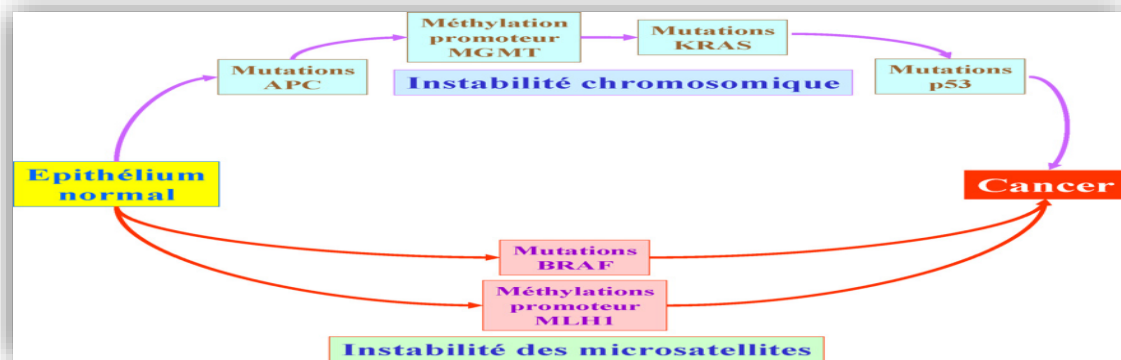 Méthylation
promoteur
MGMT
Mutations
KRAS
Mutations
APC
Instabilité chromosomique
Mutations
p53
Epithélium
normal
Cancer
Mutations
BRAF
Méthylations
promoteur
MLH1
Instabilité des microsatellites